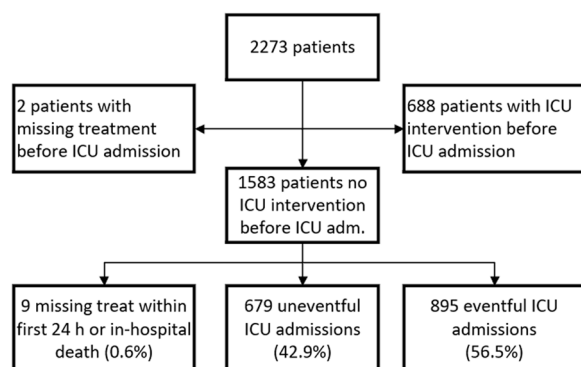 2273 patients
2 patients with
missing treatment
before ICU admission
688 patients with ICU
intervention before
ICU admission
1583 patients no
ICU intervention
before ICU adm.
9 missing treat within
first 24 h or in-hospital
death (0.6%)
679 uneventful
ICU admissions
(42.9%)
895 eventful ICU
admissions
(56.5%)